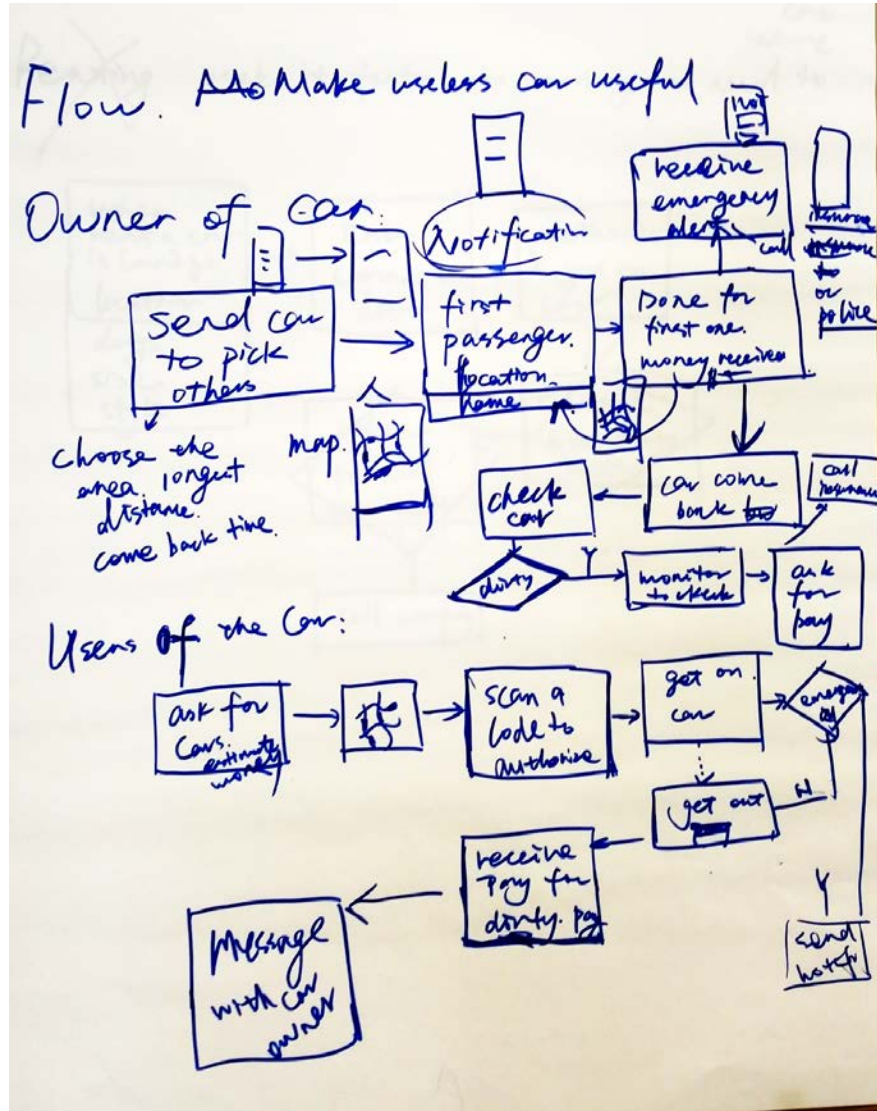 Flow. Make useless car useful
Owner of car:
Notification
not
receive
emergency
alert
call
insurance
or
police
send car
to pick
others
first
passenger.
location.
name
Done for
first one.
money received
choose the
area, longest
distance.
come back time.
map.
check
car
car come
back
call
insurance
dirty
Y
monitor
to check
ask
for
pay
Users of the Car:
ask for
cars.
estimate
money
scan a
code to
authorize
get on
car
emergency
get out
N
receive
Pay for
dirty. pay
Y
send
notify
Message
with car
owner